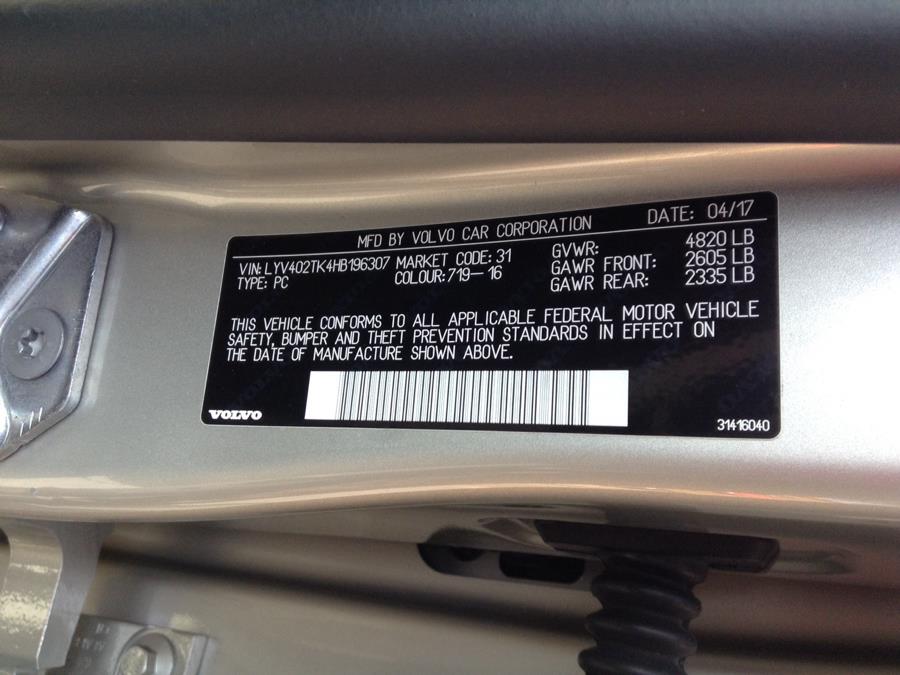 MFD BY VOLVO CAR CORPORATION DATE: 04/17
VIN: LYV402TK4HB196307 MARKET CODE: 31 GVWR: 4820 LB
TYPE: PC COLOUR: 719-16 GAWR FRONT: 2605 LB
GAWR REAR: 2335 LB
THIS VEHICLE CONFORMS TO ALL APPLICABLE FEDERAL MOTOR VEHICLE
SAFETY, BUMPER AND THEFT PREVENTION STANDARDS IN EFFECT ON
THE DATE OF MANUFACTURE SHOWN ABOVE.
VOLVO 31416040